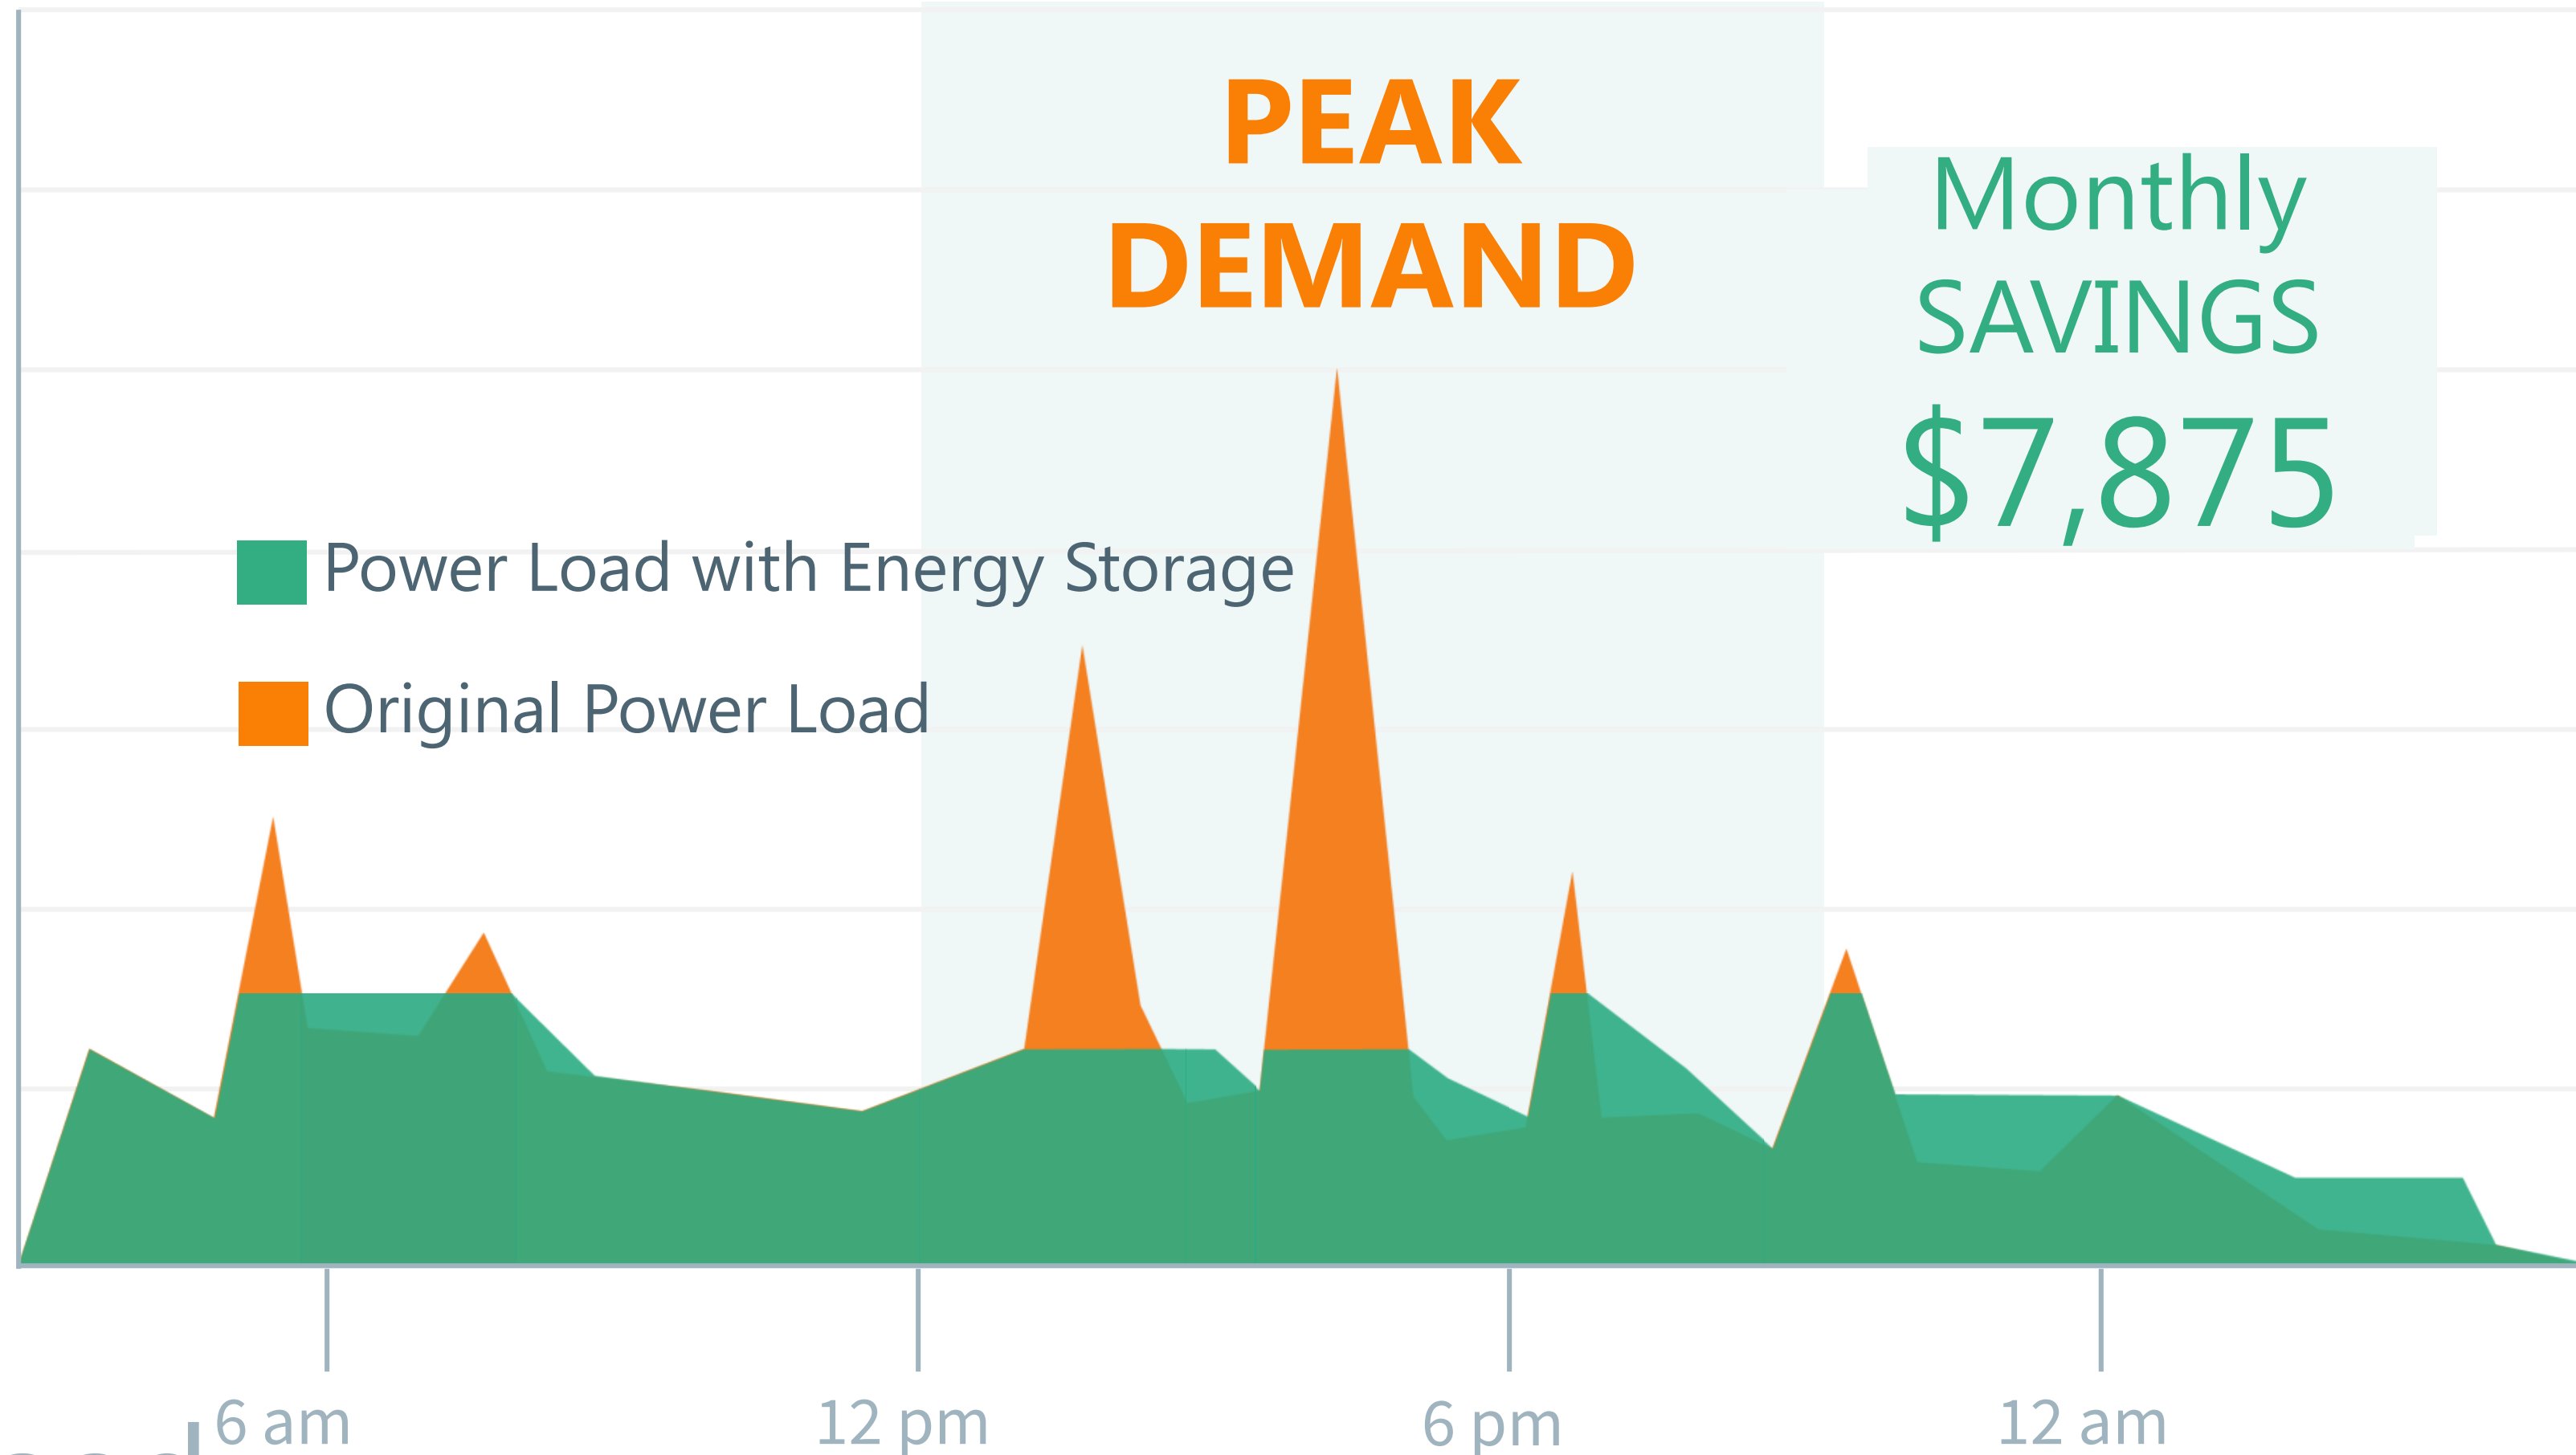 PEAK
DEMAND
Monthly
SAVINGS
$7,875
Power Load with Energy Storage
Original Power Load
6 am
12 pm
6 pm
12 am